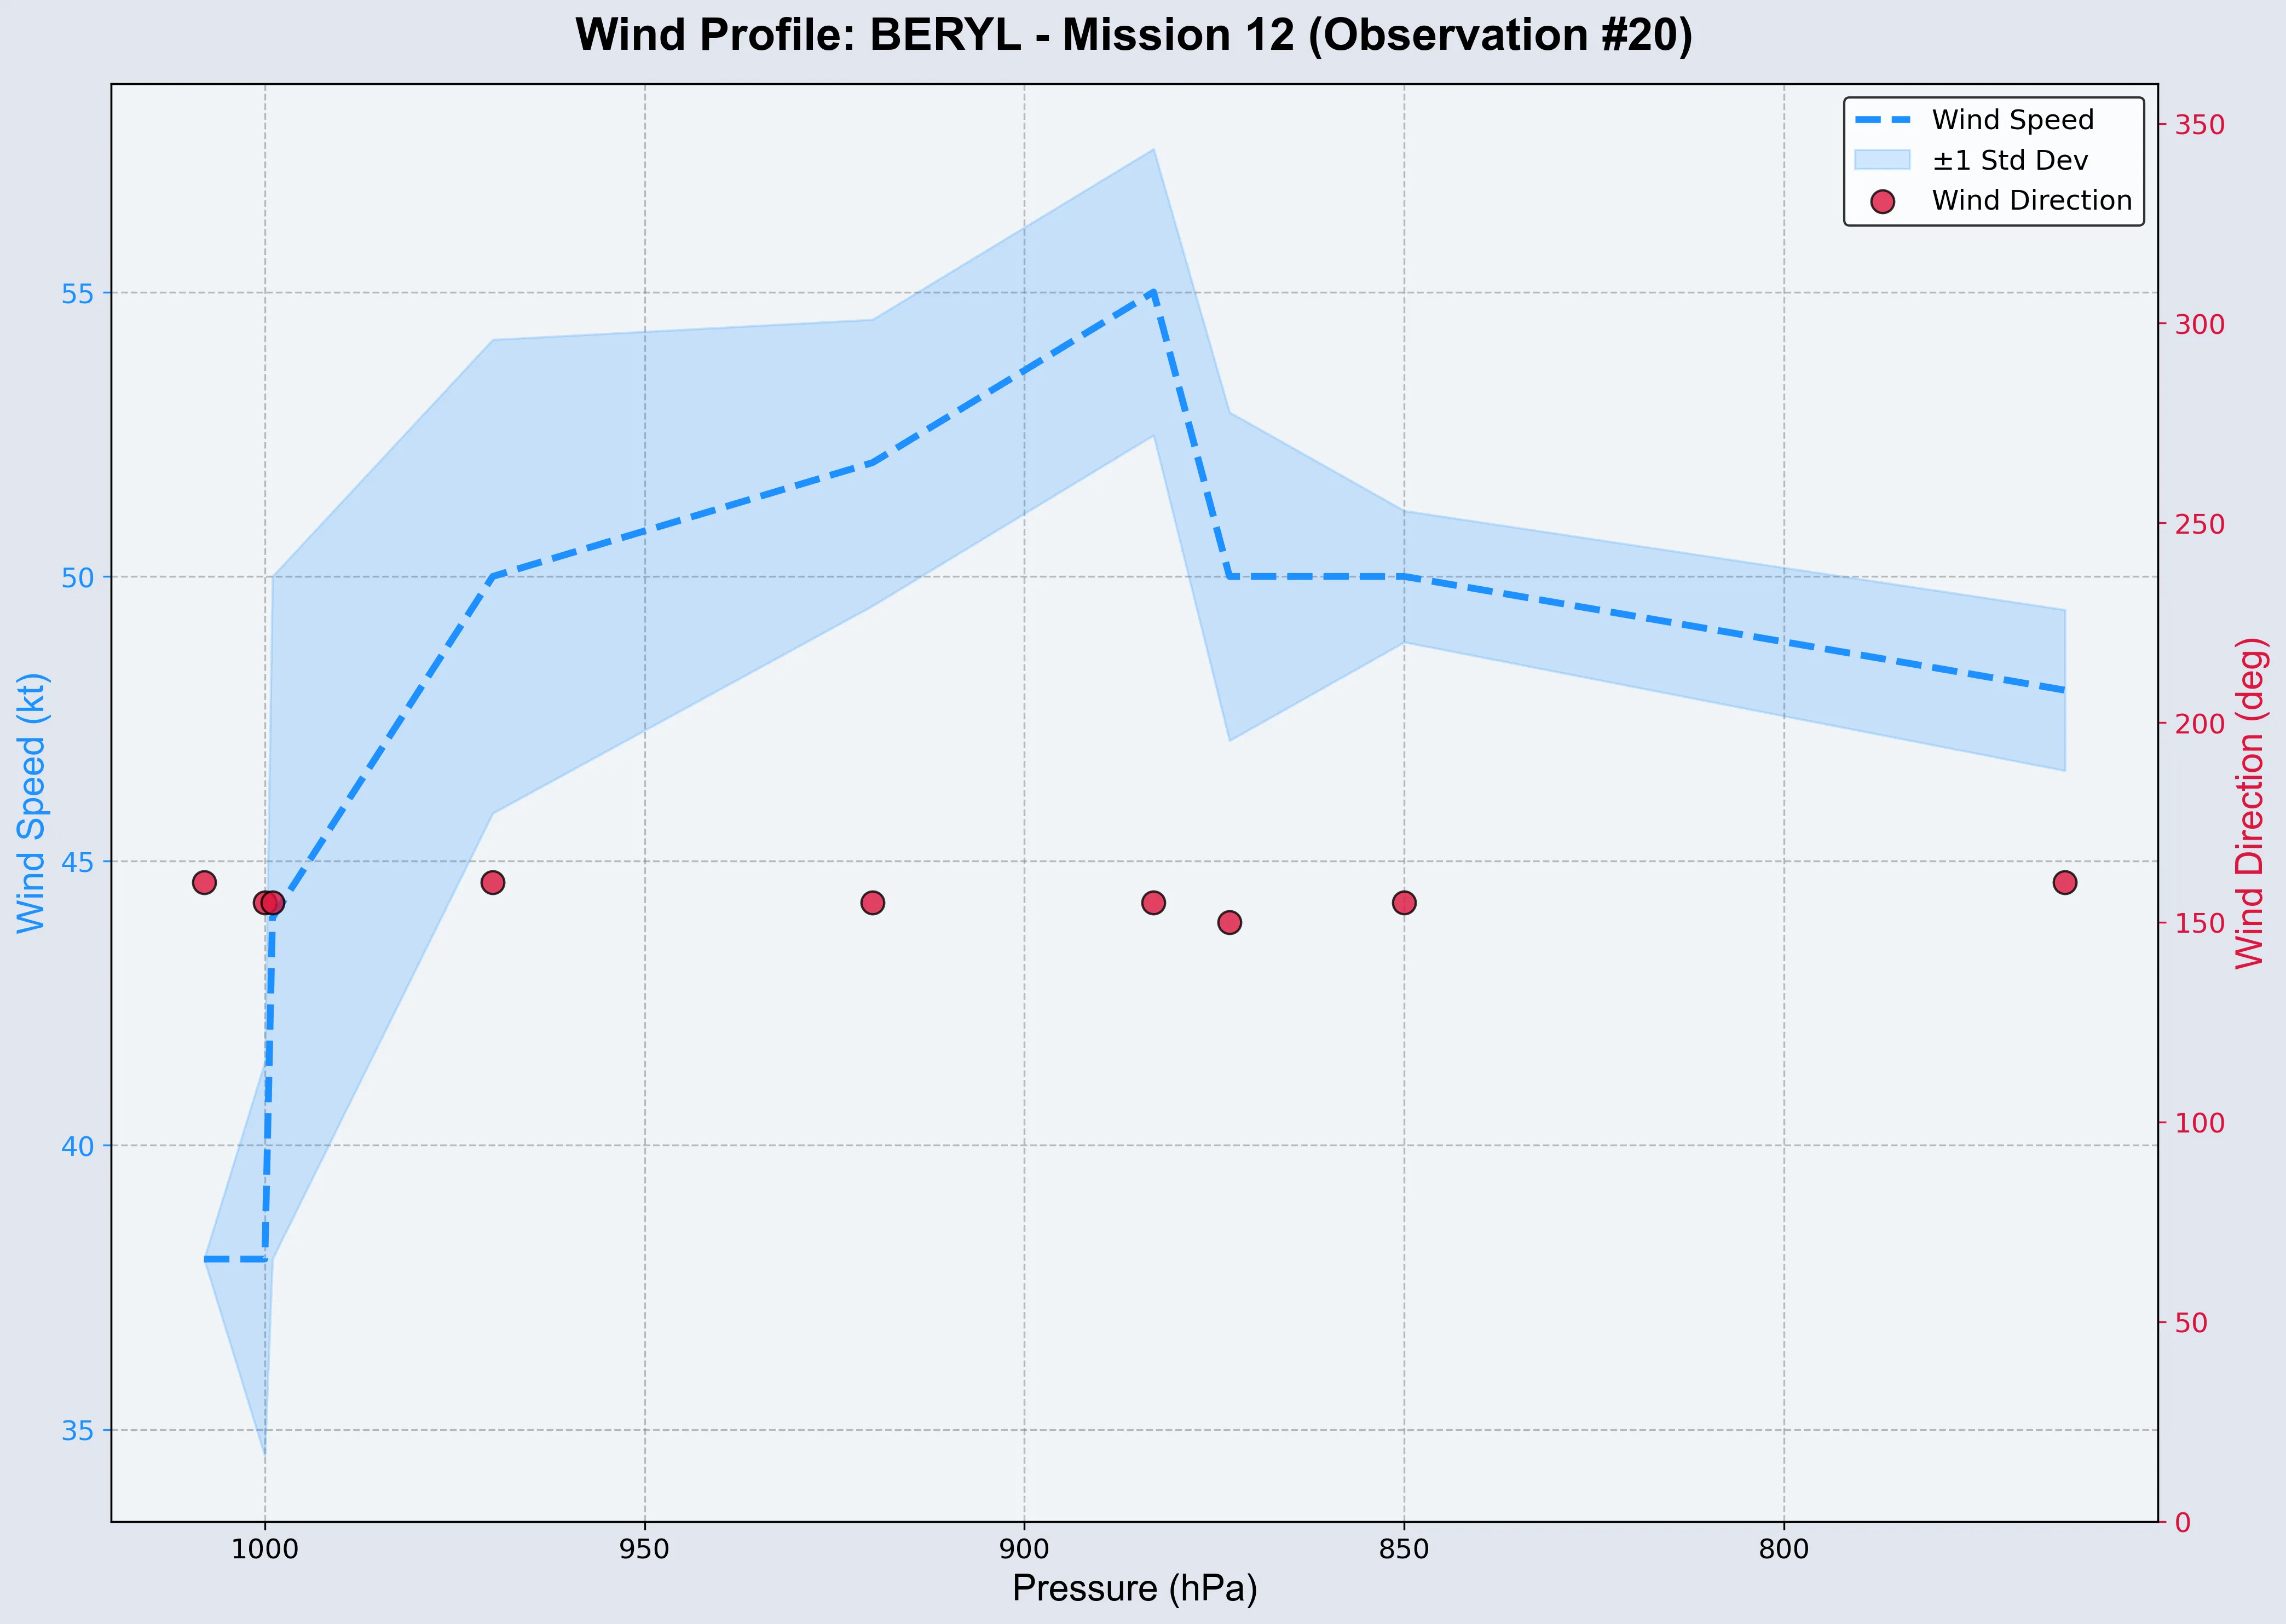 Wind Profile: BERYL - Mission 12 (Observation #20)
Wind Speed
±1 Std Dev
Wind Direction
55
50
45
40
35
Wind Speed (kt)
350
300
250
200
150
100
50
0
Wind Direction (deg)
1000
950
900
850
800
Pressure (hPa)